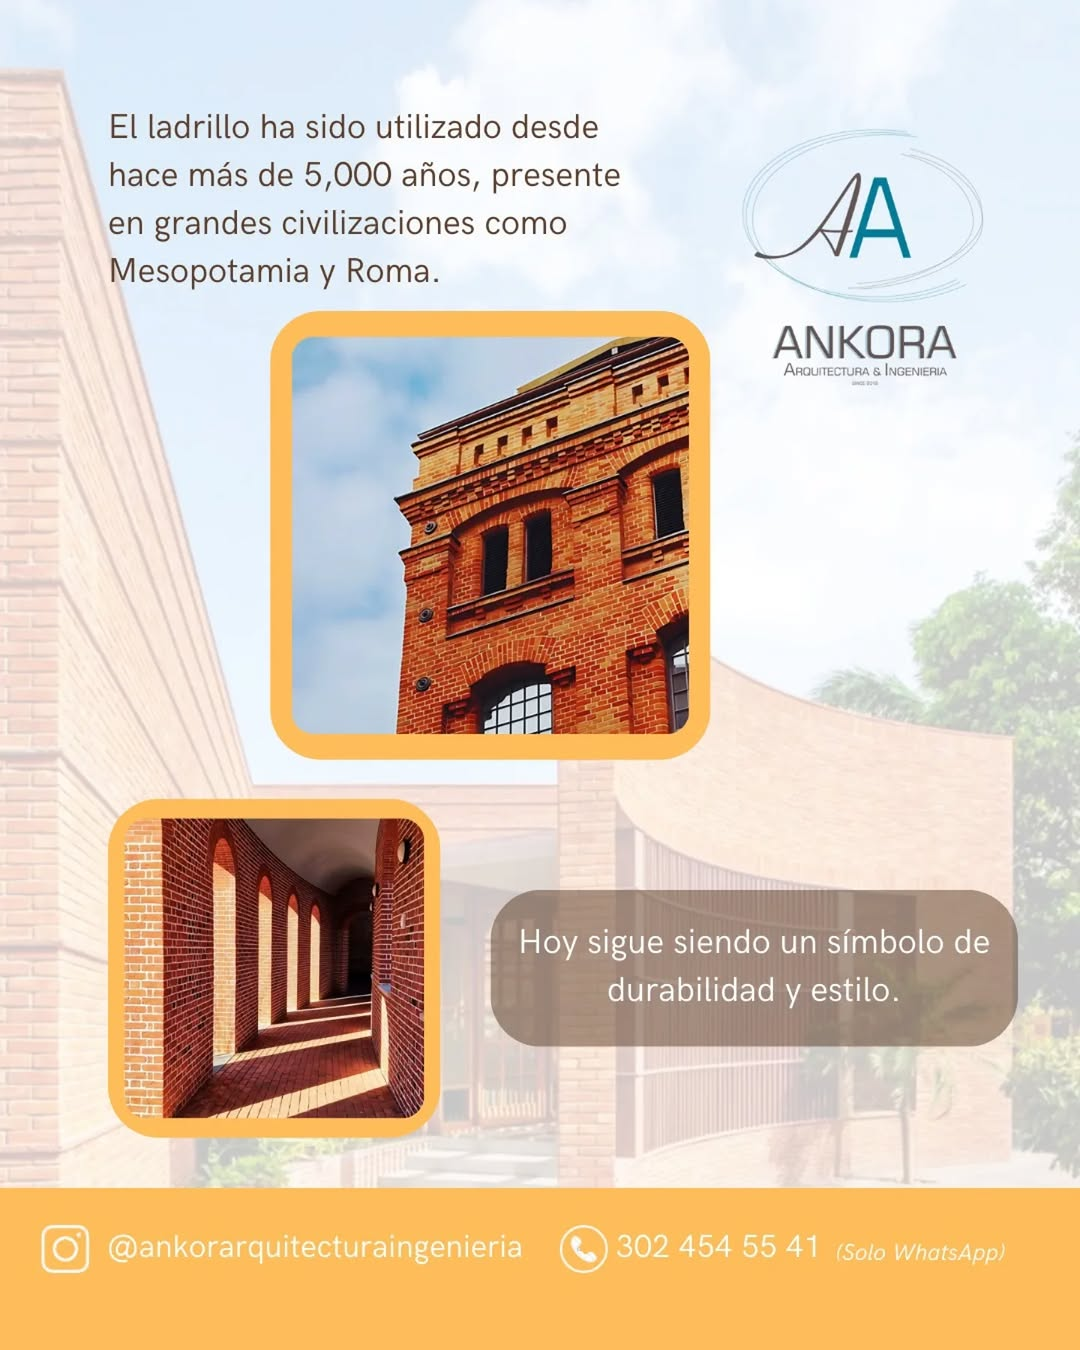 El ladrillo ha sido utilizado desde
hace más de 5,000 años, presente
en grandes civilizaciones como
Mesopotamia y Roma.
AA
ANKORA
ARQUITECTURA & INGENIERIA
Hoy sigue siendo un símbolo de
durabilidad y estilo.
@ankorarquitecturaingenieria
302 454 55 41 (Solo WhatsApp)